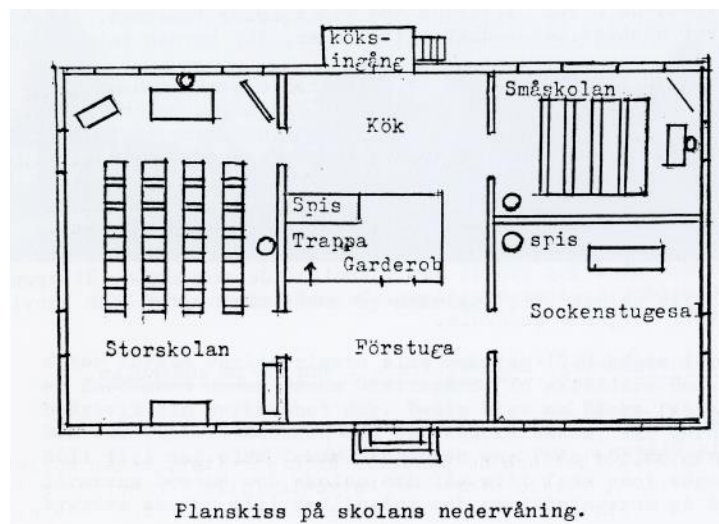 köks-
ingång
Småskolan
Kök
Spis
Trappa
Garderob
spis
Sockenstugesal
Storskolan
Förstuga
Planskiss på skolans nedervåning.